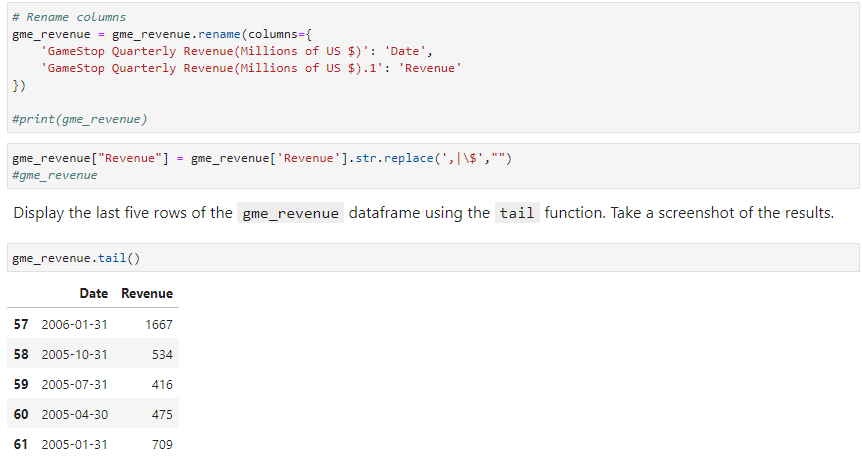 # Rename columns
gme_revenue = gme_revenue.rename(columns={
    'GameStop Quarterly Revenue(Millions of US $)': 'Date',
    'GameStop Quarterly Revenue(Millions of US $).1': 'Revenue'
})
#print(gme_revenue)
gme_revenue["Revenue"] = gme_revenue['Revenue'].str.replace(',|\$',"")
#gme_revenue
Display the last five rows of the gme_revenue dataframe using the tail function. Take a screenshot of the results.
gme_revenue.tail()
Date Revenue
57 2006-01-31 1667
58 2005-10-31 534
59 2005-07-31 416
60 2005-04-30 475
61 2005-01-31 709